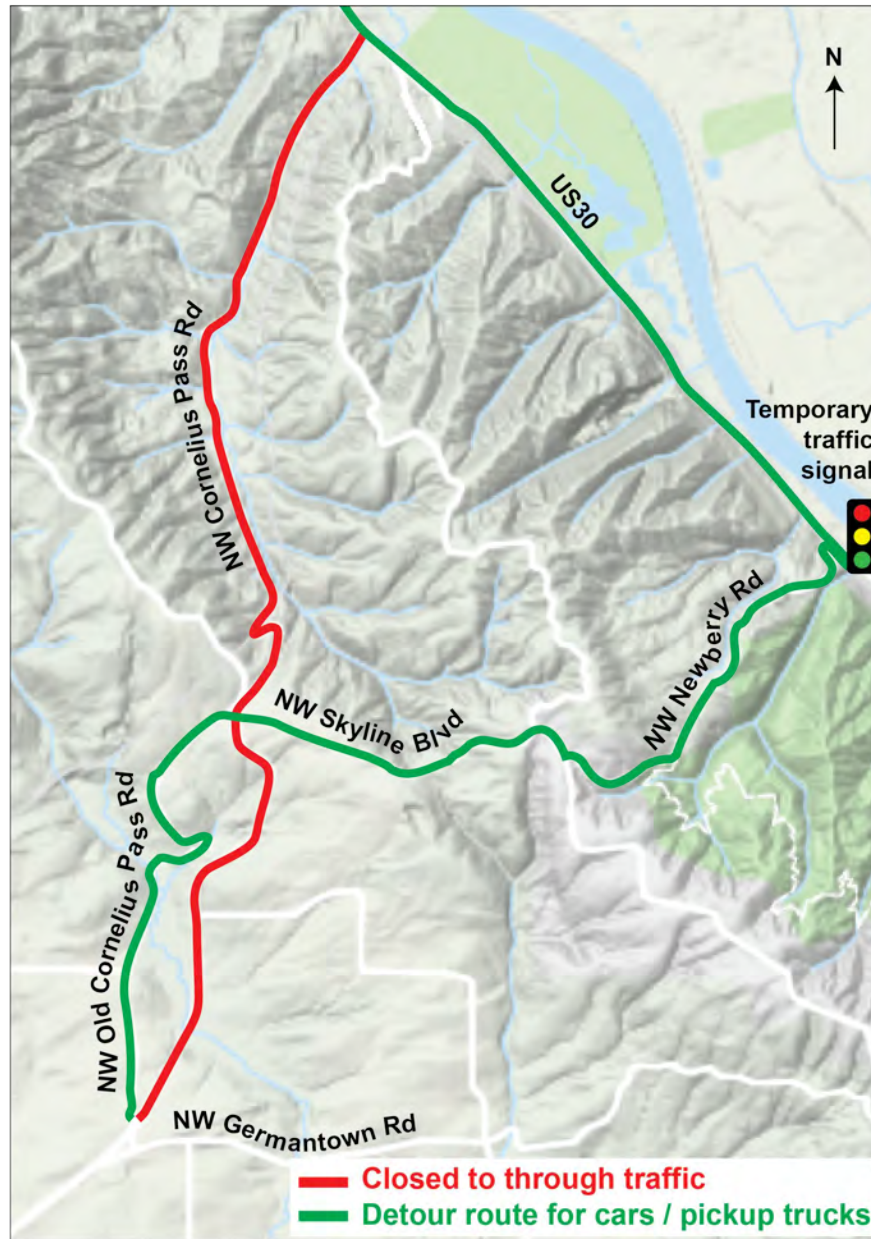 N
US30
NW Cornelius Pass Rd
Temporary
traffic
signal
NW Newberry Rd
NW Skyline Blvd
NW Old Cornelius Pass Rd
NW Germantown Rd
Closed to through traffic
Detour route for cars / pickup trucks